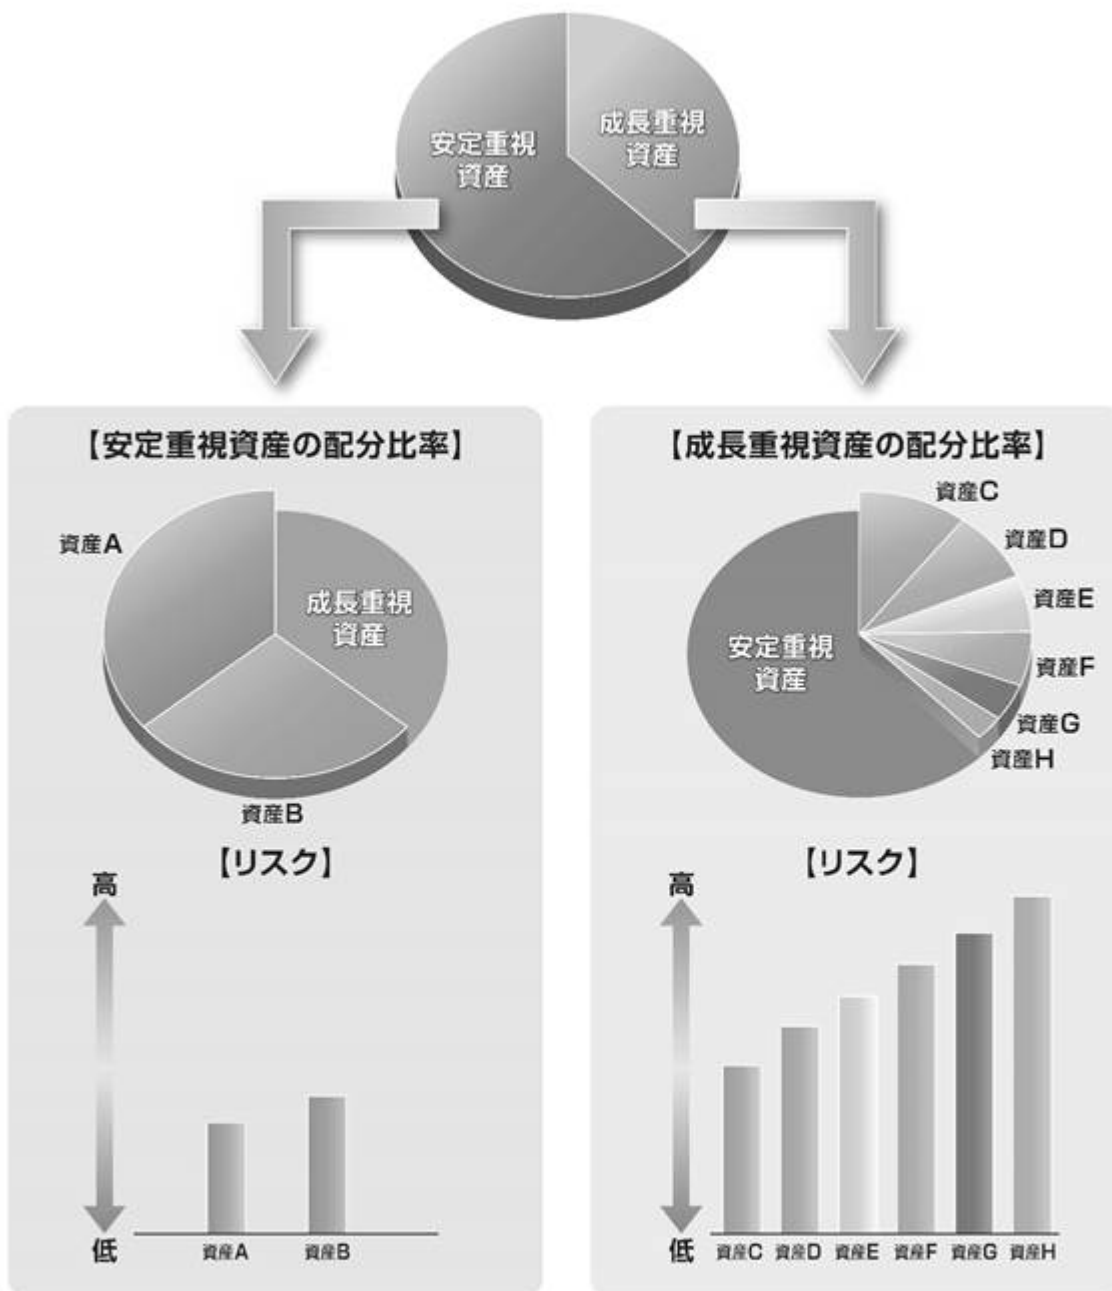 安定重視
資産
成長重視
資産
【安定重視資産の配分比率】
資産A
成長重視
資産
資産B
【リスク】
高
低
資産A
資産B
【成長重視資産の配分比率】
資産C
資産D
資産E
資産F
資産G
資産H
安定重視
資産
【リスク】
高
低
資産C
資産D
資産E
資産F
資産G
資産H